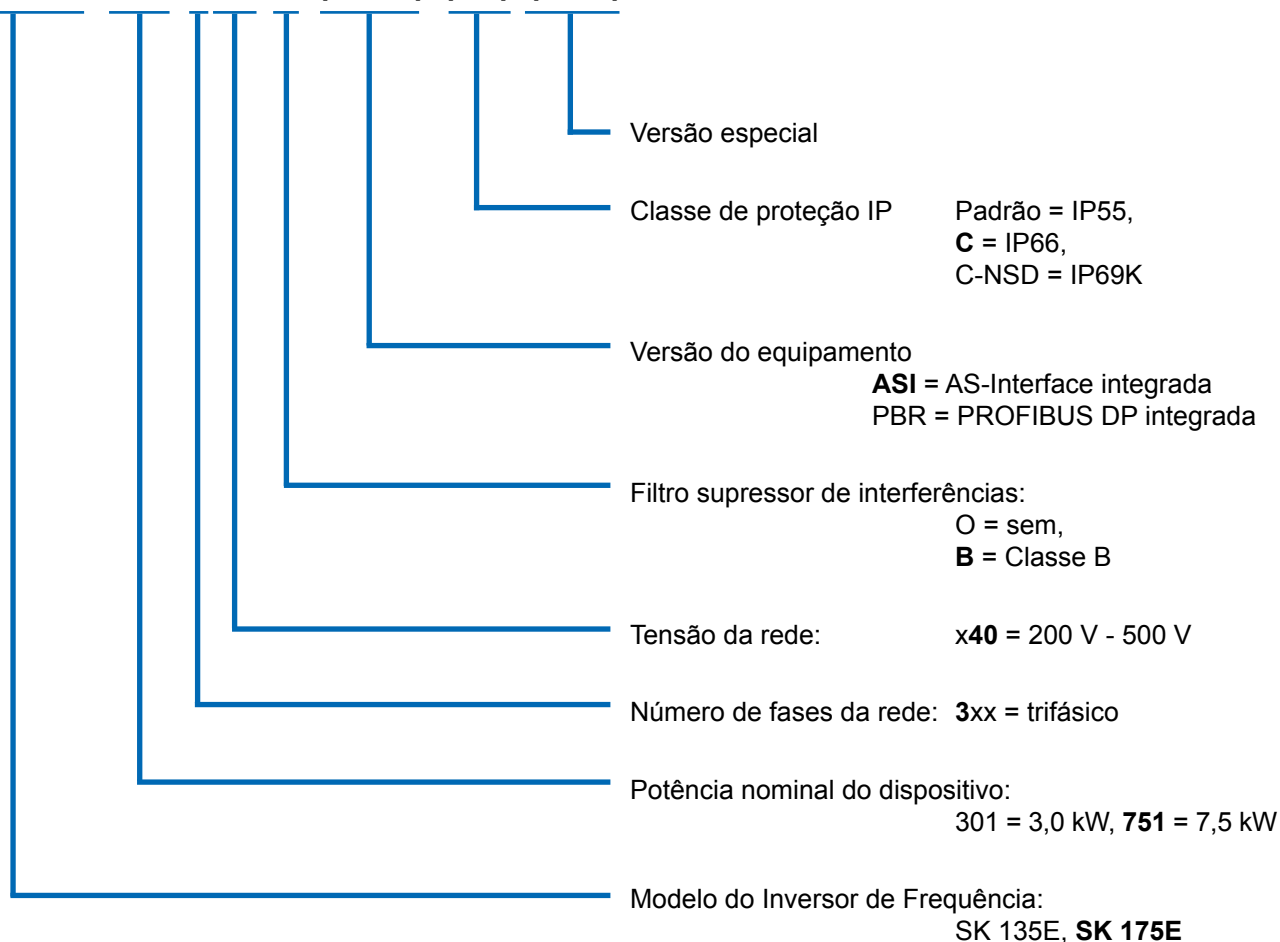 Versão especial
Classe de proteção IP Padrão = IP55,
C = IP66,
C-NSD = IP69K
Versão do equipamento
ASI = AS-Interface integrada
PBR = PROFIBUS DP integrada
Filtro supressor de interferências:
O = sem,
B = Classe B
Tensão da rede: x40 = 200 V - 500 V
Número de fases da rede: 3xx = trifásico
Potência nominal do dispositivo:
301 = 3,0 kW, 751 = 7,5 kW
Modelo do Inversor de Frequência:
SK 135E, SK 175E